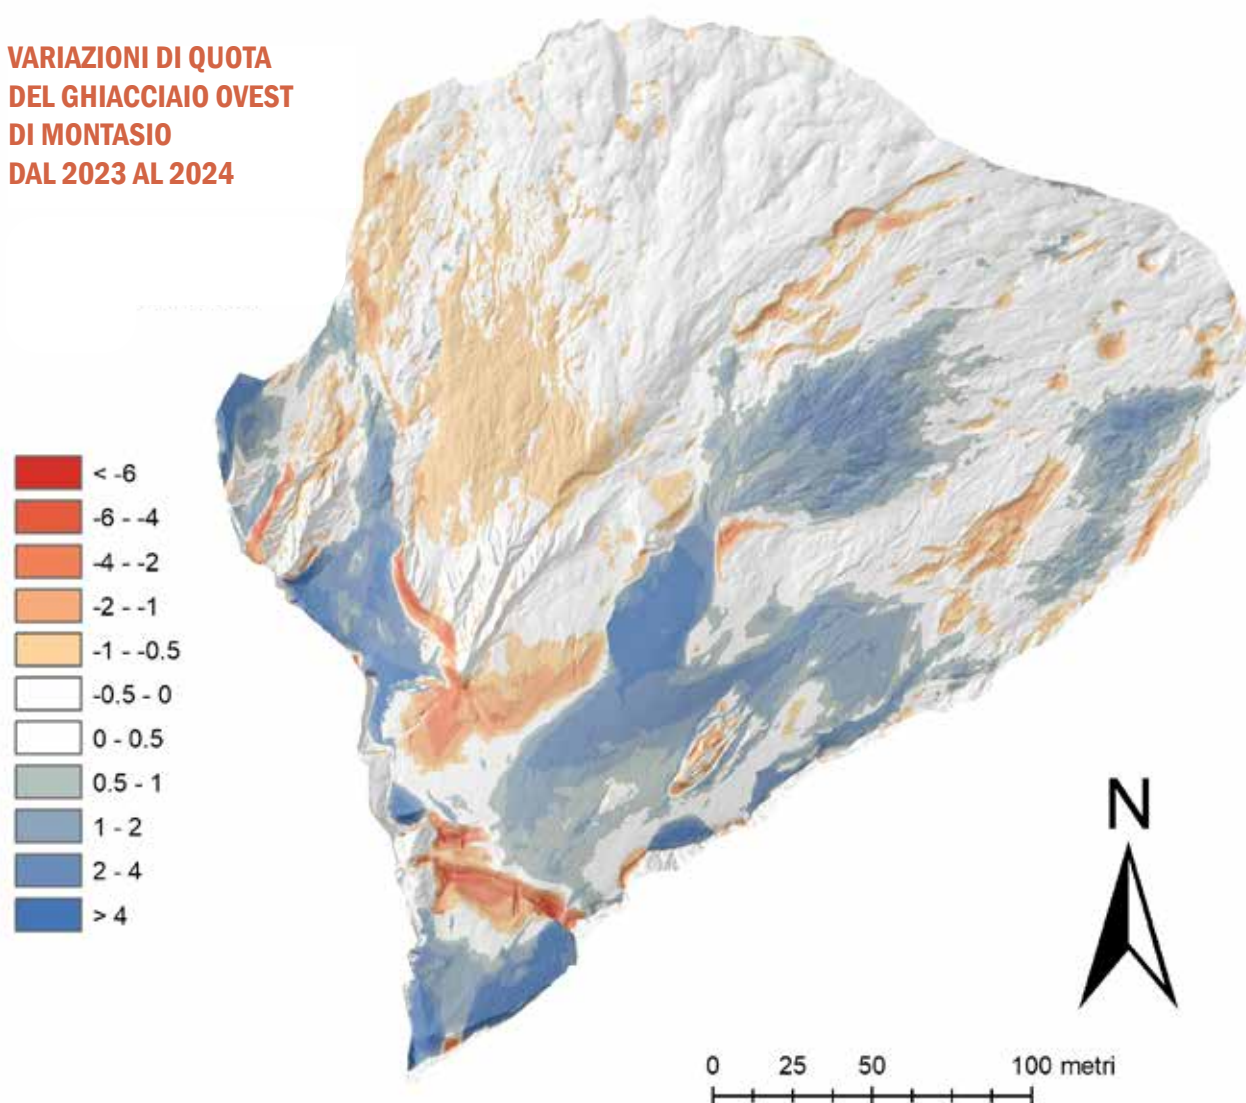 VARIAZIONI DI QUOTA
DEL GHIACCIAIO OVEST
DI MONTASIO
DAL 2023 AL 2024
< -6
-6 - -4
-4 - -2
-2 - -1
-1 - -0.5
-0.5 - 0
0 - 0.5
0.5 - 1
1 - 2
2 - 4
> 4
N
0 25 50 100 metri